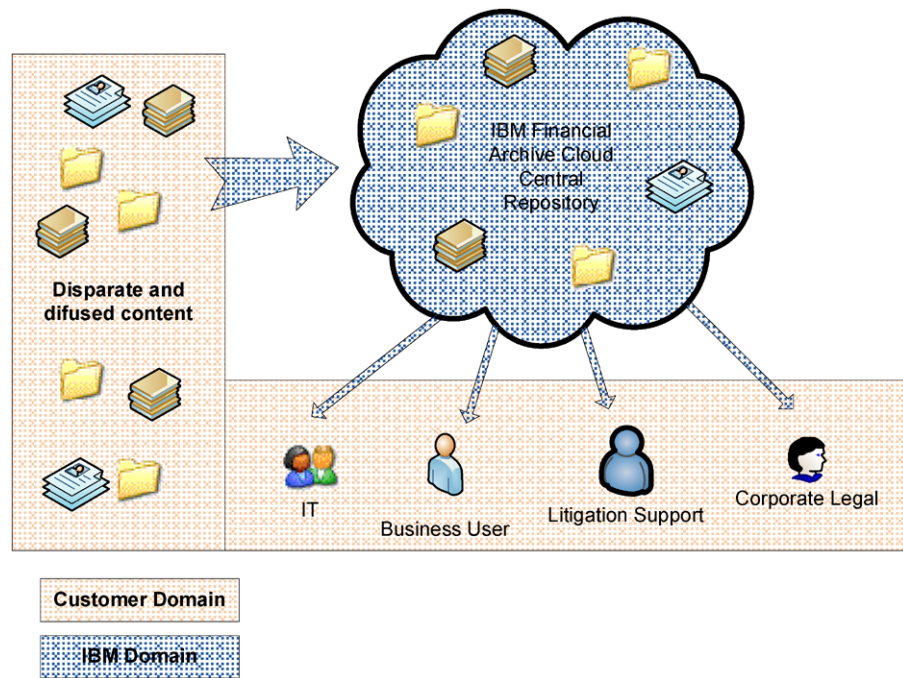 IBM Financial
Archive Cloud
Central
Repository
Disparate and
difused content
IT
Business User
Litigation Support
Corporate Legal
Customer Domain
IBM Domain